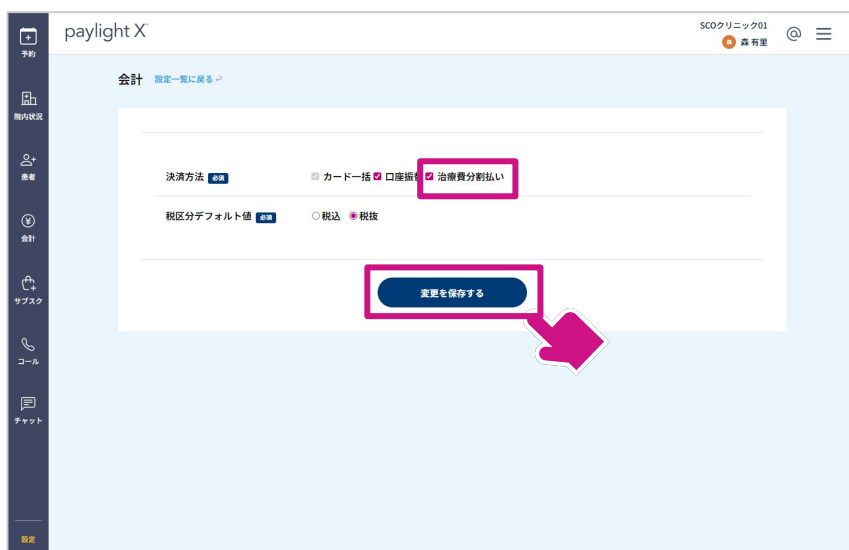 paylight X
SCOクリニック01
森 森 有里
予約
院内状況
患者
会計
サブスク
コール
チャット
設定
会計 設定一覧に戻る
決済方法 必須 カード一括 口座振替 治療費分割払い
税区分デフォルト値 必須 税込 税抜
変更を保存する